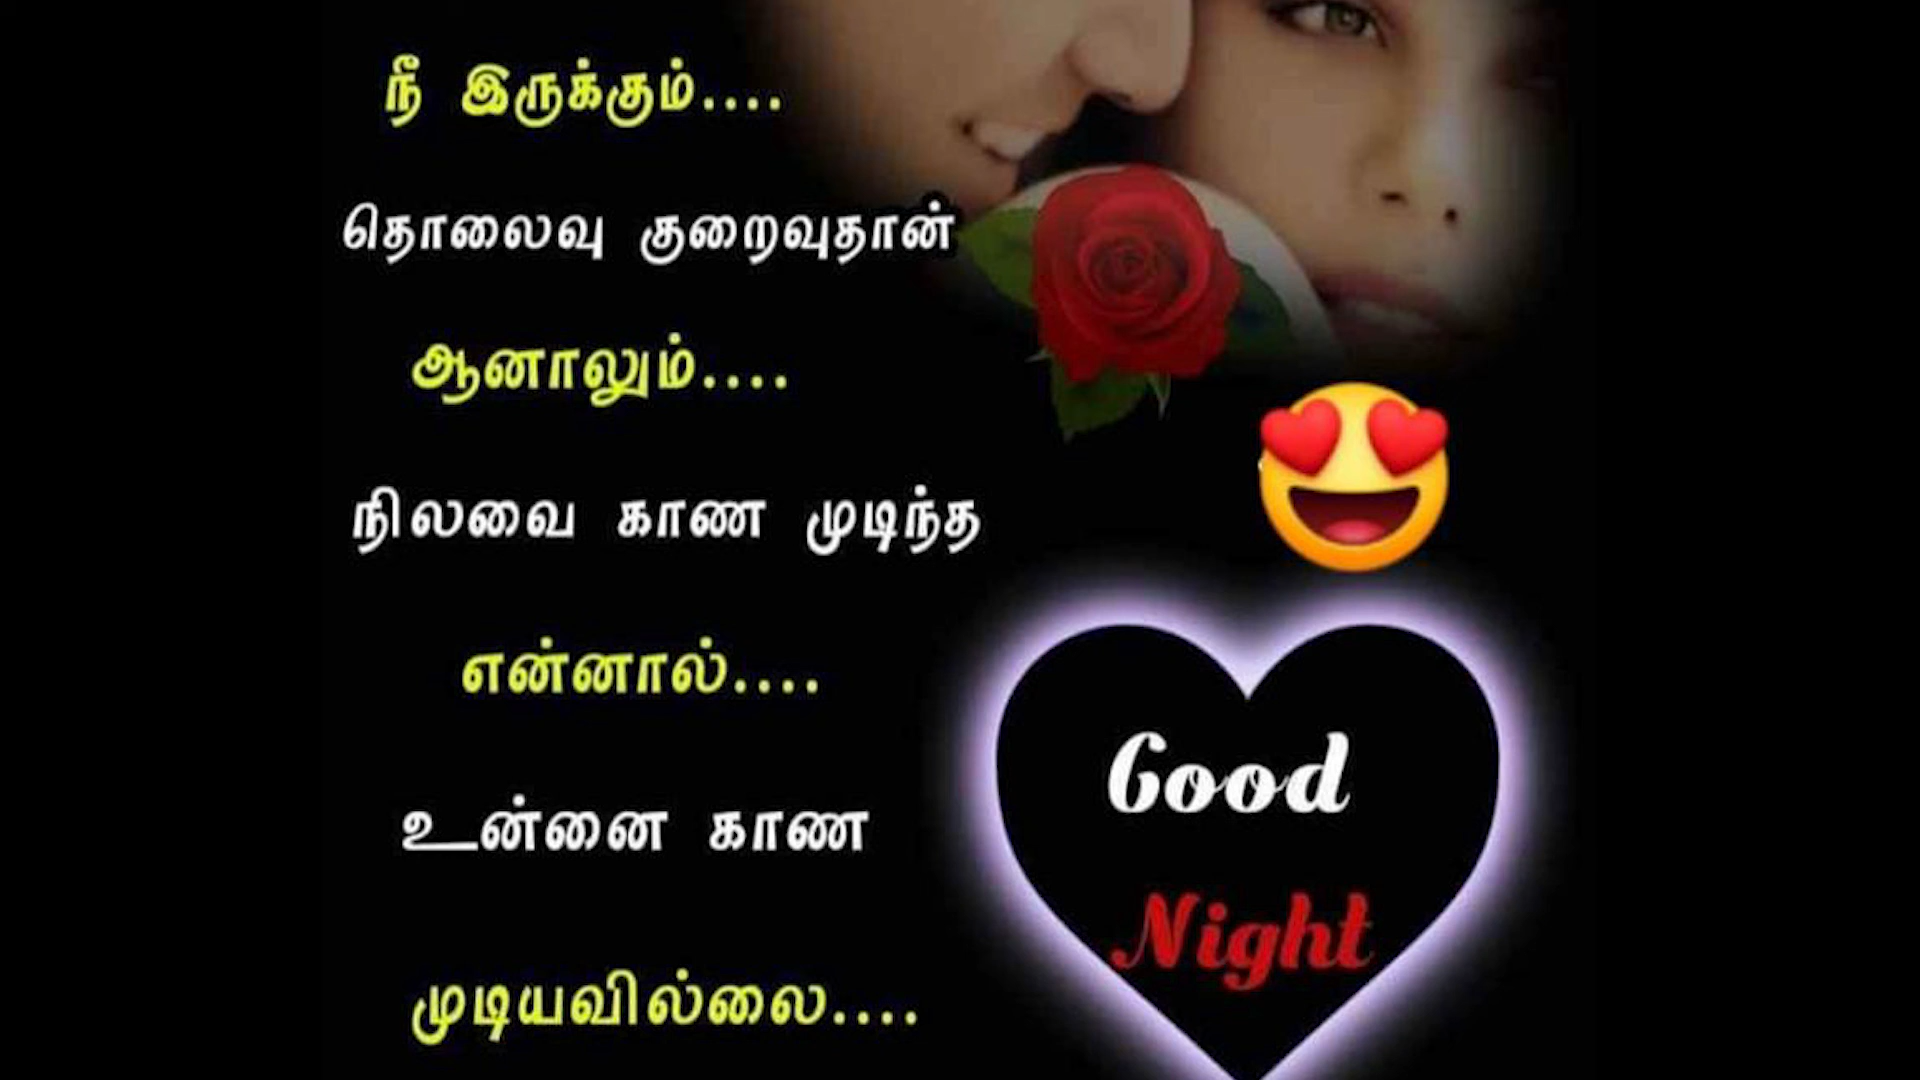 நீ இருக்கும்....
தொலைவு குறைவுதான்
ஆனாலும்....
நிலவை காண முடிந்த
என்னால்....
உன்னை காண
முடியவில்லை....
Good
Night